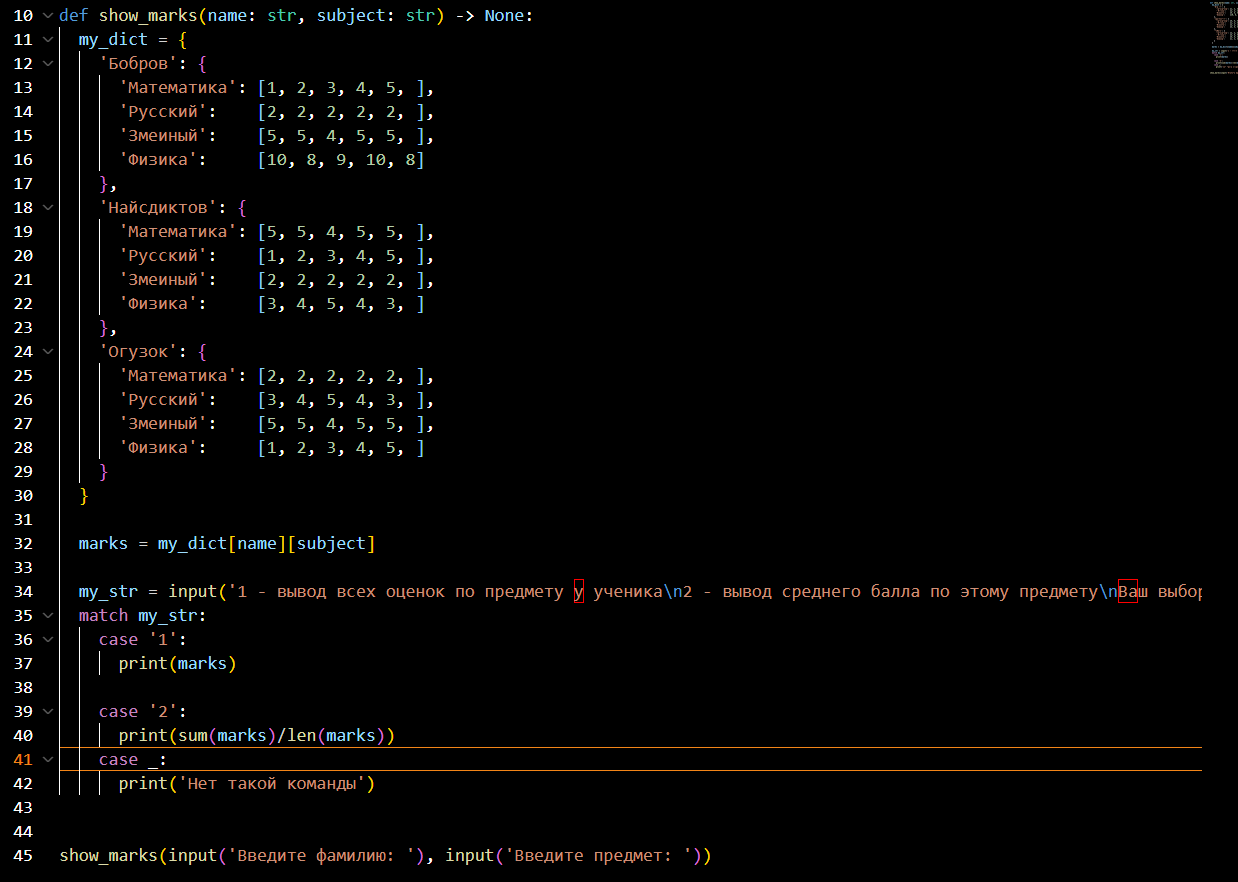 10 def show_marks(name: str, subject: str) -> None:
11 my_dict = {
12 'Бобров': {
13 'Математика': [1, 2, 3, 4, 5, ],
14 'Русский': [2, 2, 2, 2, 2, ],
15 'Змеиный': [5, 5, 4, 5, 5, ],
16 'Физика': [10, 8, 9, 10, 8]
17 },
18 'Найсдиктов': {
19 'Математика': [5, 5, 4, 5, 5, ],
20 'Русский': [1, 2, 3, 4, 5, ],
21 'Змеиный': [2, 2, 2, 2, 2, ],
22 'Физика': [3, 4, 5, 4, 3, ]
23 },
24 'Огузок': {
25 'Математика': [2, 2, 2, 2, 2, ],
26 'Русский': [3, 4, 5, 4, 3, ],
27 'Змеиный': [5, 5, 4, 5, 5, ],
28 'Физика': [1, 2, 3, 4, 5, ]
29 }
30 }
31
32 marks = my_dict[name][subject]
33
34 my_str = input('1 - вывод всех оценок по предмету у ученика\n2 - вывод среднего балла по этому предмету\nВаш выбор
35 match my_str:
36 case '1':
37 print(marks)
38
39 case '2':
40 print(sum(marks)/len(marks))
41 case _:
42 print('Нет такой команды')
43
44
45 show_marks(input('Введите фамилию: '), input('Введите предмет: '))